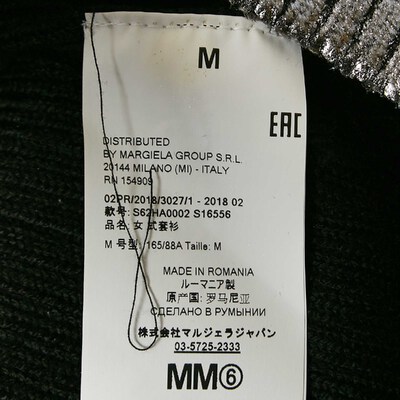 M
EAC
DISTRIBUTED
BY MARGIELA GROUP S.R.L.
20144 MILANO (MI) - ITALY
RN 154909
02PR/2018/3027/1 - 2018 02
款号: S62HA0002 S16556
品名: 女 式套衫
M 号型: 165/88A Taille: M
MADE IN ROMANIA
ルーマニア製
原产国: 罗马尼亚
СДЕЛАНО В РУМЫНИИ
株式会社マルジェラジャパン
03-5725-2333
MM⑥